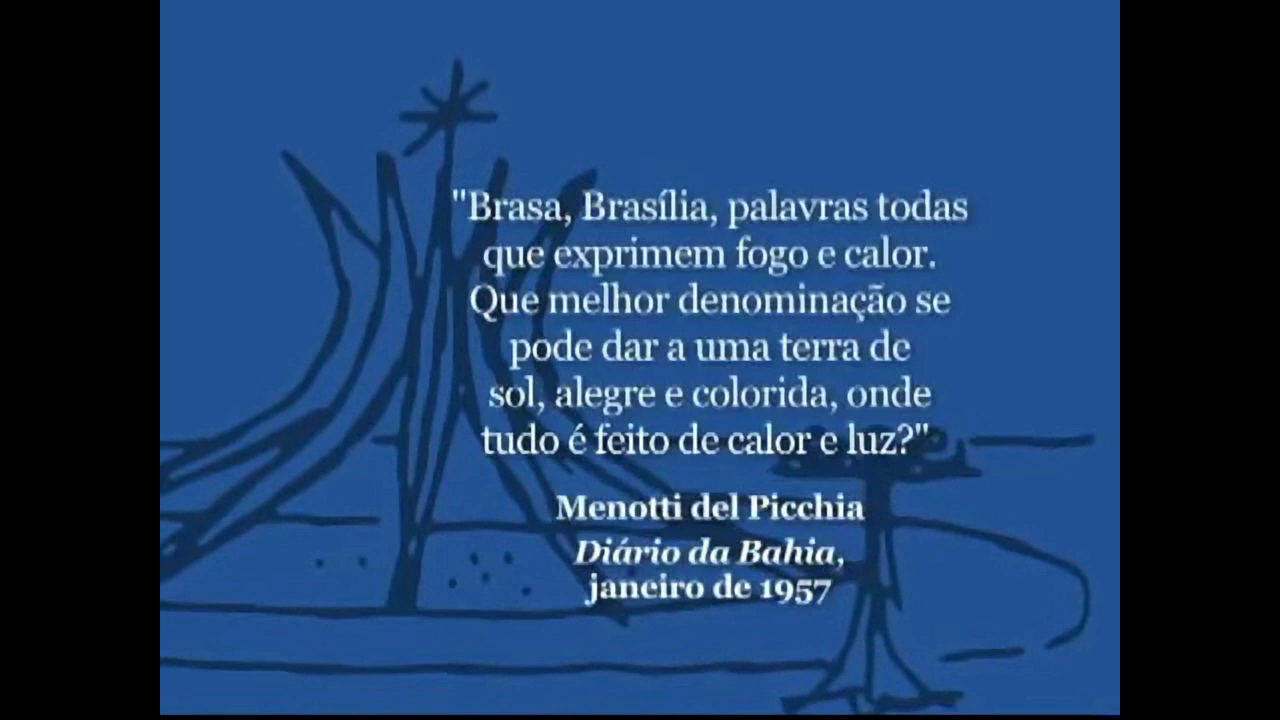 "Brasa, Brasília, palavras todas
que exprimem fogo e calor.
Que melhor denominação se
pode dar a uma terra de
sol, alegre e colorida, onde
tudo é feito de calor e luz?"
Menotti del Picchia
Diário da Bahia,
janeiro de 1957